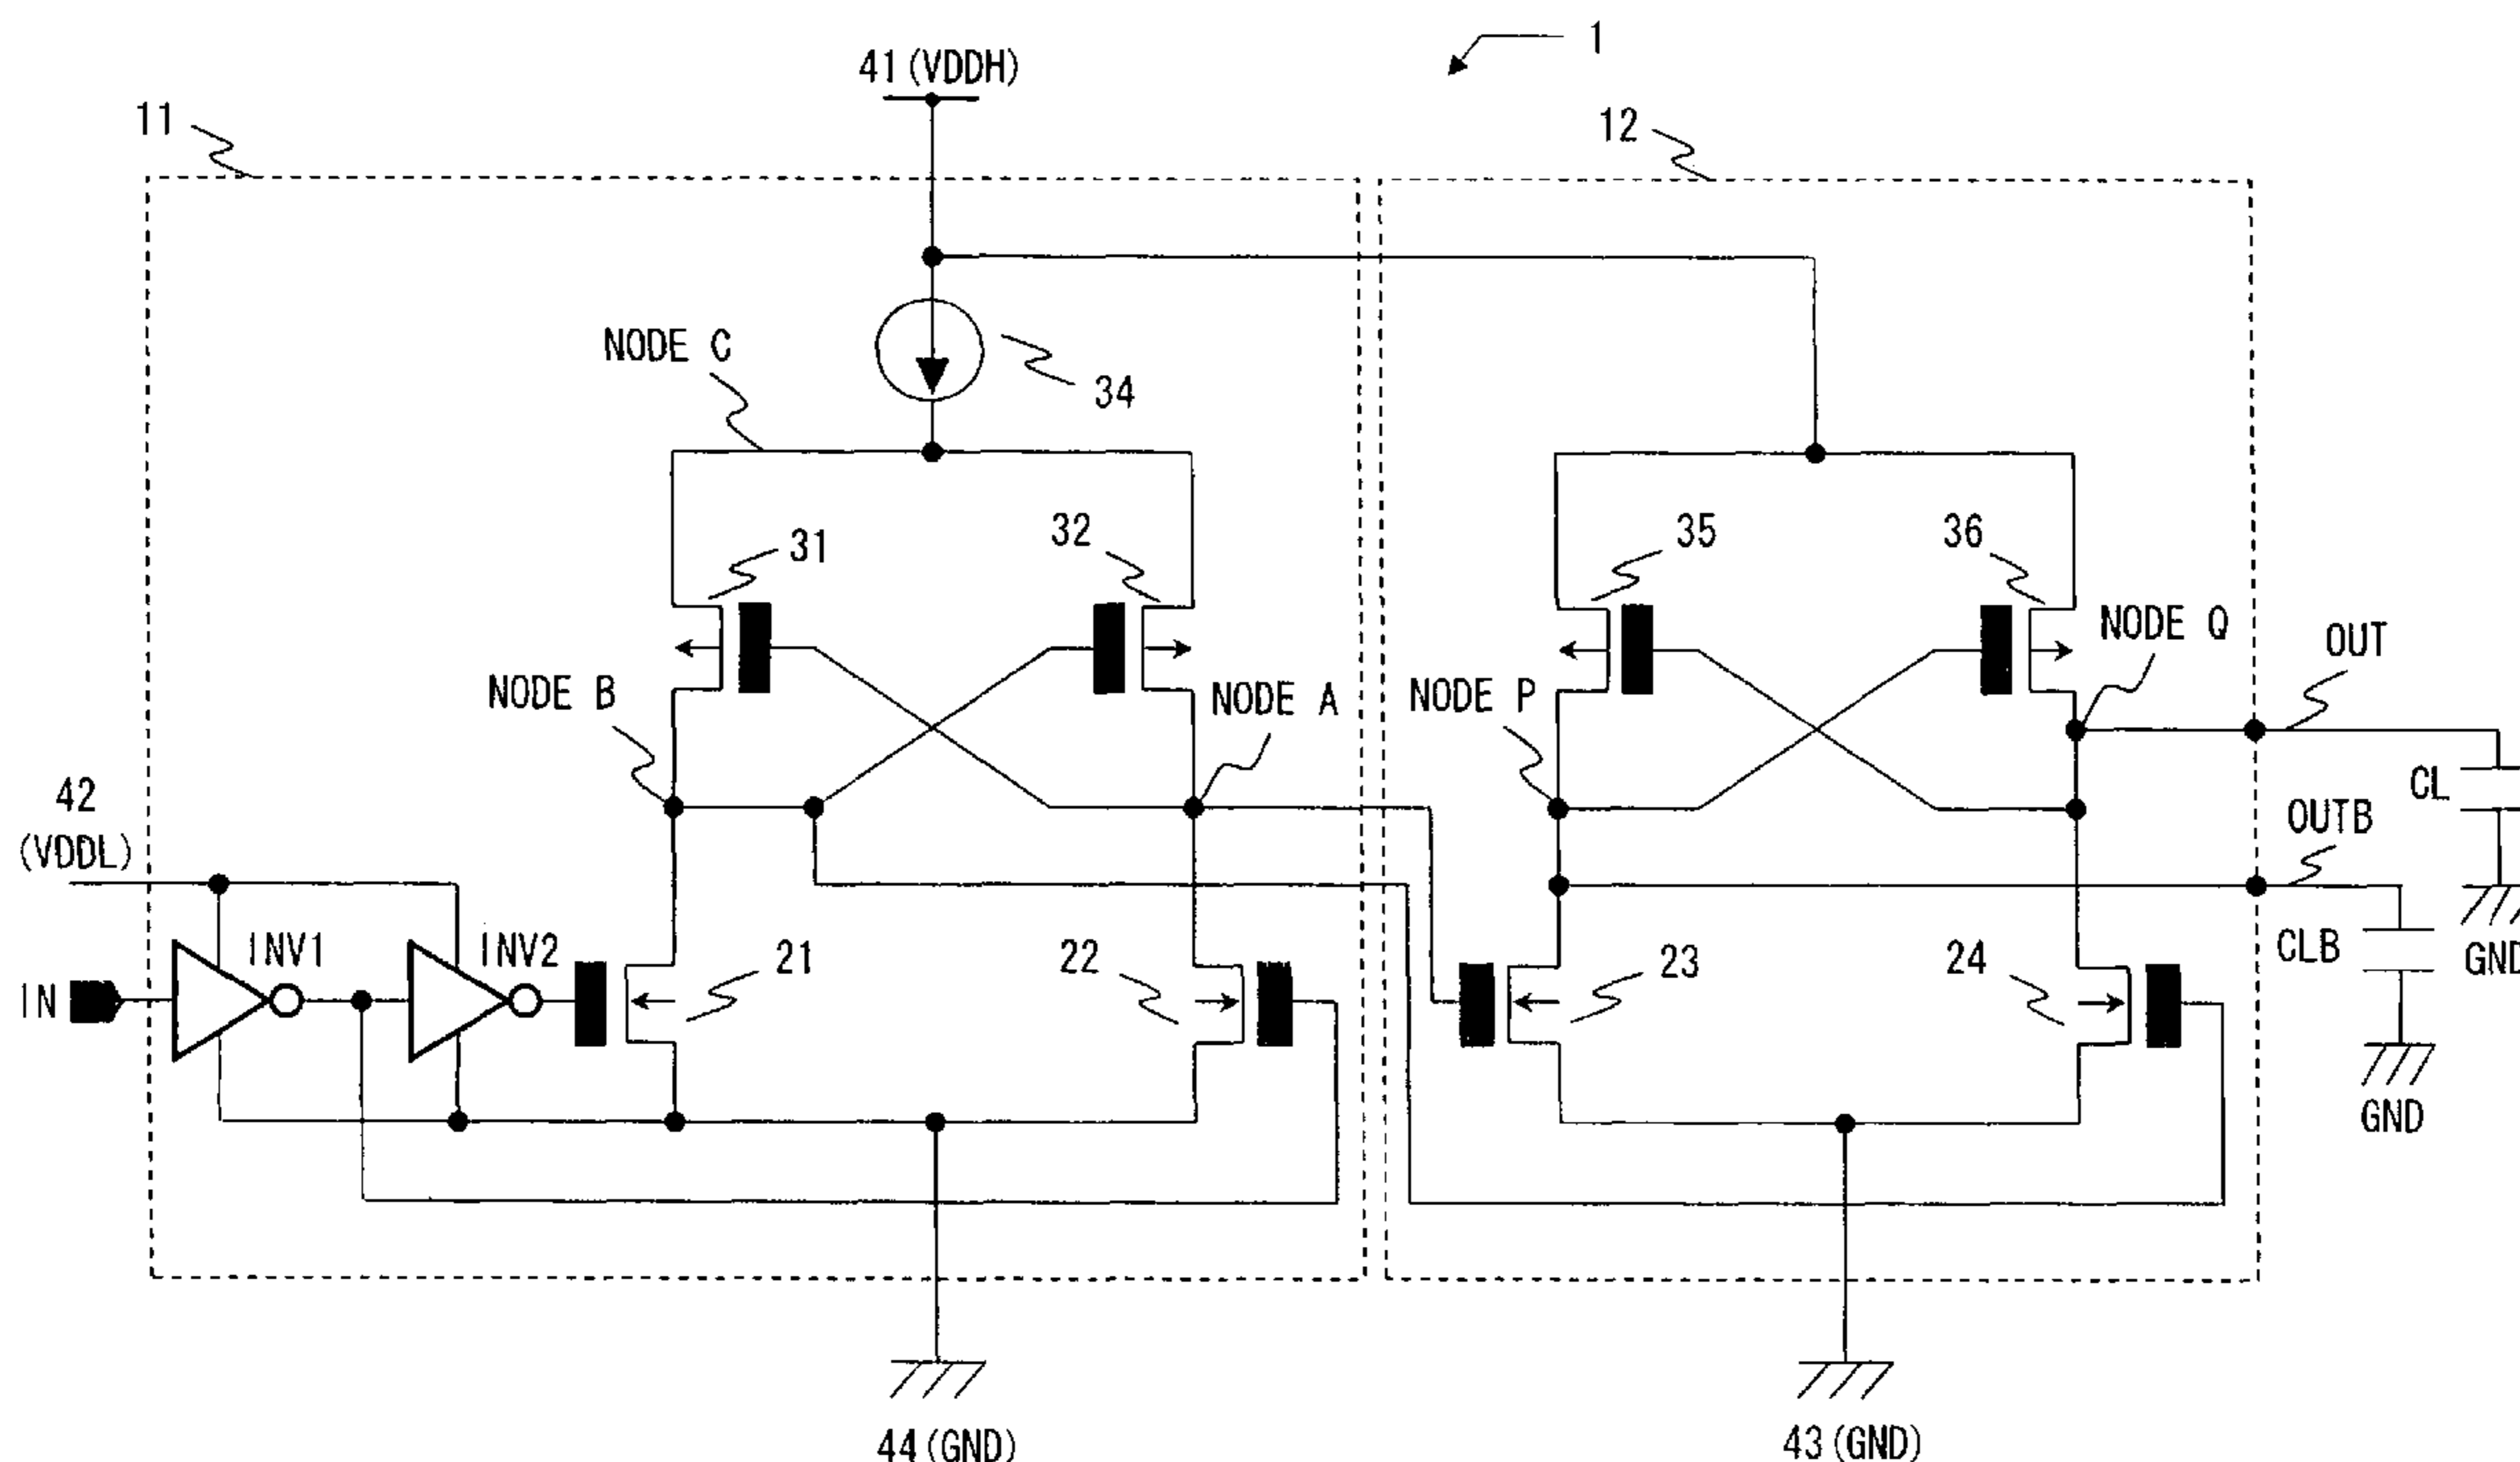 1
41(VDDH)
11
12
NODE C
34
31
32
35
36
NODE B
NODE A
NODE P
NODE Q
OUT
42
(VDDL)
CL
OUTB
INV1
INV2
21
22
23
24
CLB
GND
IN
GND
44(GND)
43(GND)